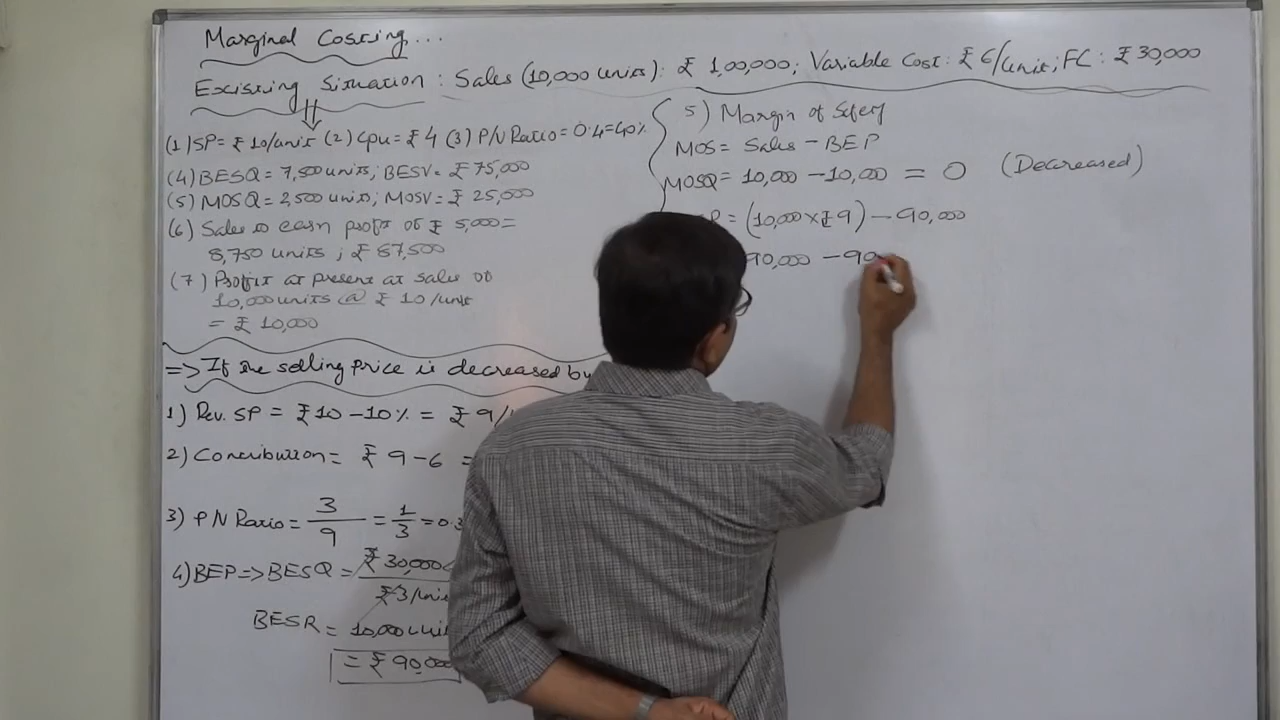 Marginal Costing...
Existing Situation : Sales (10,000 units): ₹ 1,00,000; Variable Cost: ₹ 6/unit; FC: ₹ 30,000
(1) SP= ₹ 10/unit (2) Cpu= ₹ 4 (3) P/V Ratio= 0.4=40%
(4) BESQ= 7,500 units; BESV= ₹ 75,000
(5) MOSQ= 2,500 units; MOSV= ₹ 25,000
(6) Sales to earn profit of ₹ 5,000=
8,750 units ; ₹ 87,500
(7) Profit at present at sales of
10,000 units @ ₹ 10/unit
= ₹ 10,000
=> If the selling price is decreased by
1) Rev. SP = ₹ 10 - 10% = ₹ 9/
2) Contribution= ₹ 9-6 =
3) P/V Ratio = 3/9 = 1/3 = 0.3
4) BEP=> BESQ = ₹ 30,000 / ₹ 3/uni
BESR = 10,000 uni
= ₹ 90,000
5) Margin of Safety
MOS= Sales - BEP
MOSQ= 10,000 - 10,000 = 0 (Decreased)
= (10,000 x ₹ 9) - 90,000
90,000 - 90